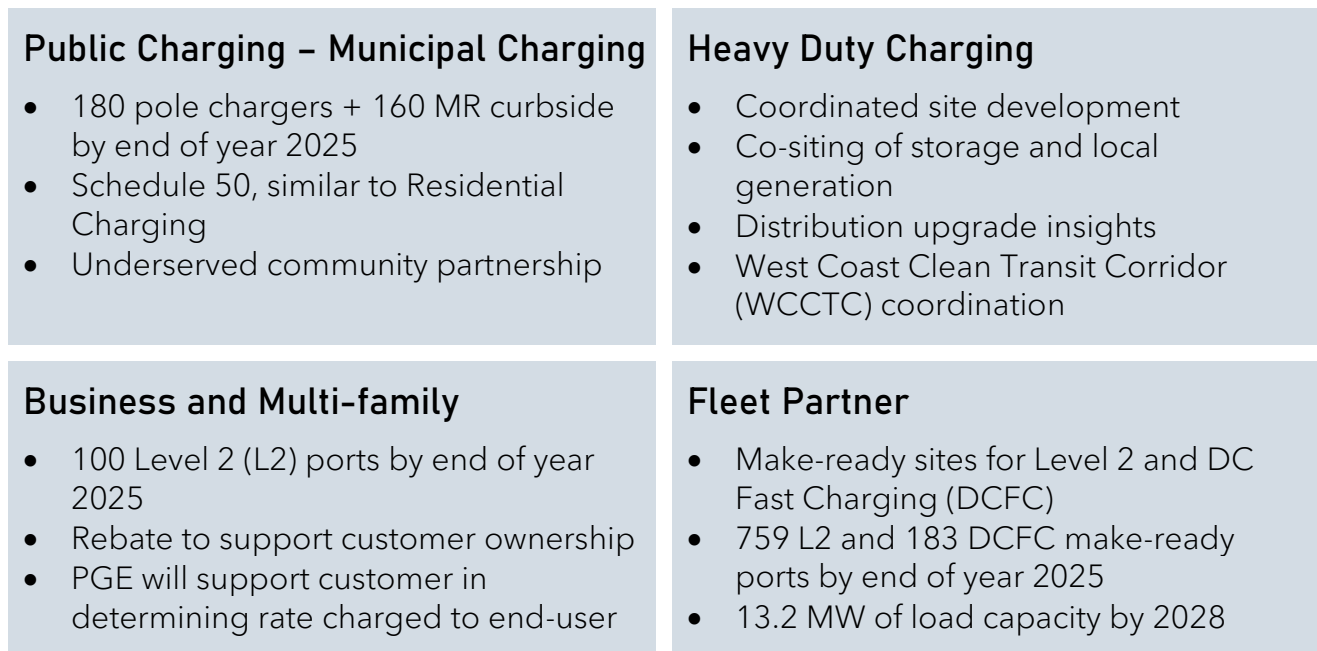 Public Charging – Municipal Charging
• 180 pole chargers + 160 MR curbside
by end of year 2025
• Schedule 50, similar to Residential
Charging
• Underserved community partnership
Heavy Duty Charging
• Coordinated site development
• Co-siting of storage and local
generation
• Distribution upgrade insights
• West Coast Clean Transit Corridor
(WCCTC) coordination
Business and Multi-family
• 100 Level 2 (L2) ports by end of year
2025
• Rebate to support customer ownership
• PGE will support customer in
determining rate charged to end-user
Fleet Partner
• Make-ready sites for Level 2 and DC
Fast Charging (DCFC)
• 759 L2 and 183 DCFC make-ready
ports by end of year 2025
• 13.2 MW of load capacity by 2028